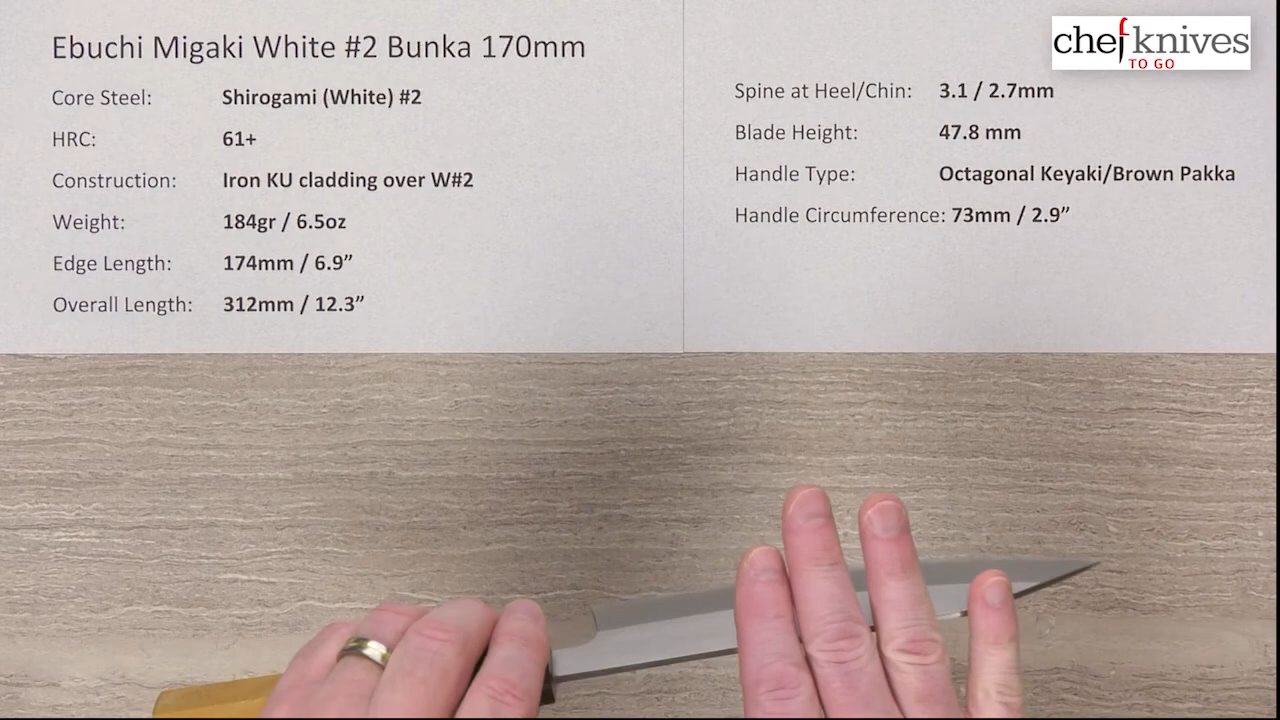 Ebuchi Migaki White #2 Bunka 170mm
Core Steel: Shirogami (White) #2
HRC: 61+
Construction: Iron KU cladding over W#2
Weight: 184gr / 6.5oz
Edge Length: 174mm / 6.9”
Overall Length: 312mm / 12.3”
Spine at Heel/Chin: 3.1 / 2.7mm
Blade Height: 47.8 mm
Handle Type: Octagonal Keyaki/Brown Pakka
Handle Circumference: 73mm / 2.9”
chefknives
TO GO